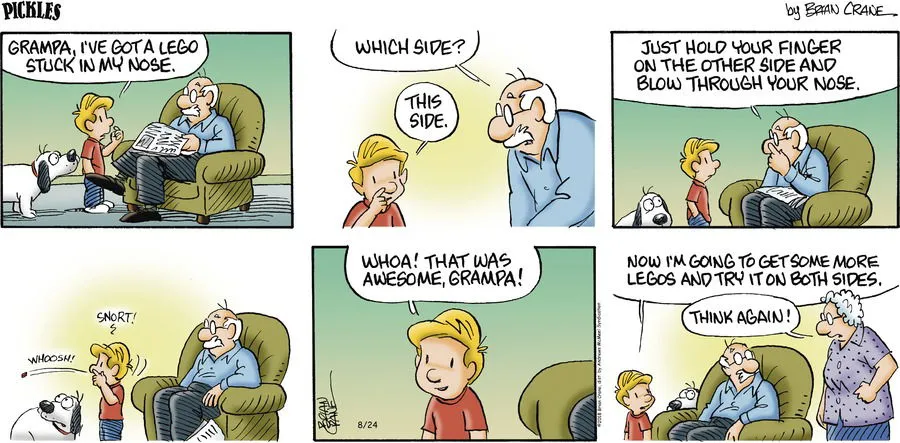 PICKLES
by BRIAN CRANE
GRAMPA, I'VE GOT A LEGO
STUCK IN MY NOSE.
WHICH SIDE?
THIS
SIDE.
JUST HOLD YOUR FINGER
ON THE OTHER SIDE AND
BLOW THROUGH YOUR NOSE.
SNORT!
WHOOSH!
WHOA! THAT WAS
AWESOME, GRAMPA!
BRIAN
CRANE
8/24
NOW I'M GOING TO GET SOME MORE
LEGOS AND TRY IT ON BOTH SIDES.
THINK AGAIN!